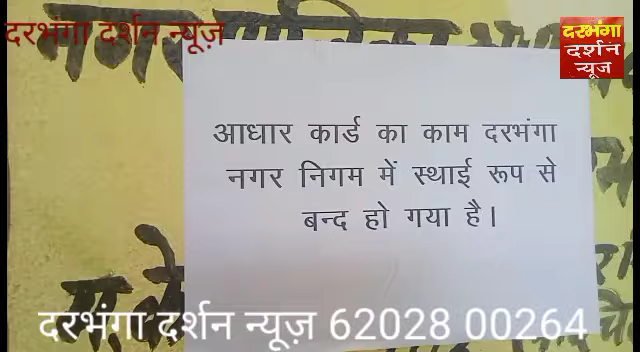 दरभंगा दर्शन न्यूज़
दरभंगा
दर्शन
न्यूज
आधार कार्ड का काम दरभंगा
नगर निगम में स्थाई रूप से
बन्द हो गया है।
दरभंगा दर्शन न्यूज़ 62028 00264